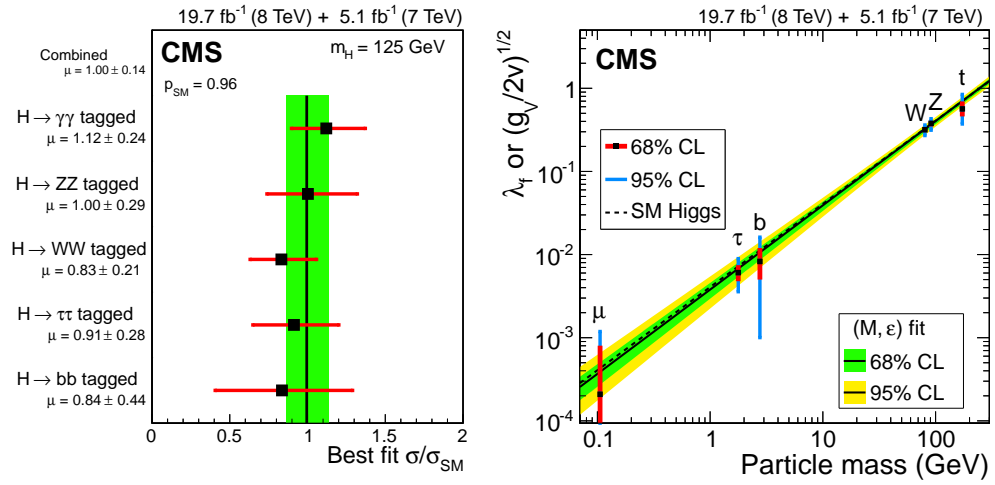 19.7 fb⁻¹ (8 TeV) + 5.1 fb⁻¹ (7 TeV)
CMS
m_H = 125 GeV
Combined
μ = 1.00 ± 0.14
p_SM = 0.96
H → γγ tagged
μ = 1.12 ± 0.24
H → ZZ tagged
μ = 1.00 ± 0.29
H → WW tagged
μ = 0.83 ± 0.21
H → ττ tagged
μ = 0.91 ± 0.28
H → bb tagged
μ = 0.84 ± 0.44
0 0.5 1 1.5 2
Best fit σ/σ_SM
19.7 fb⁻¹ (8 TeV) + 5.1 fb⁻¹ (7 TeV)
CMS
λ_f or (g_V/2v)^1/2
1
10⁻¹
10⁻²
10⁻³
10⁻⁴
68% CL
95% CL
SM Higgs
μ
τ
b
W
Z
t
(M, ε) fit
68% CL
95% CL
0.1 1 10 100
Particle mass (GeV)